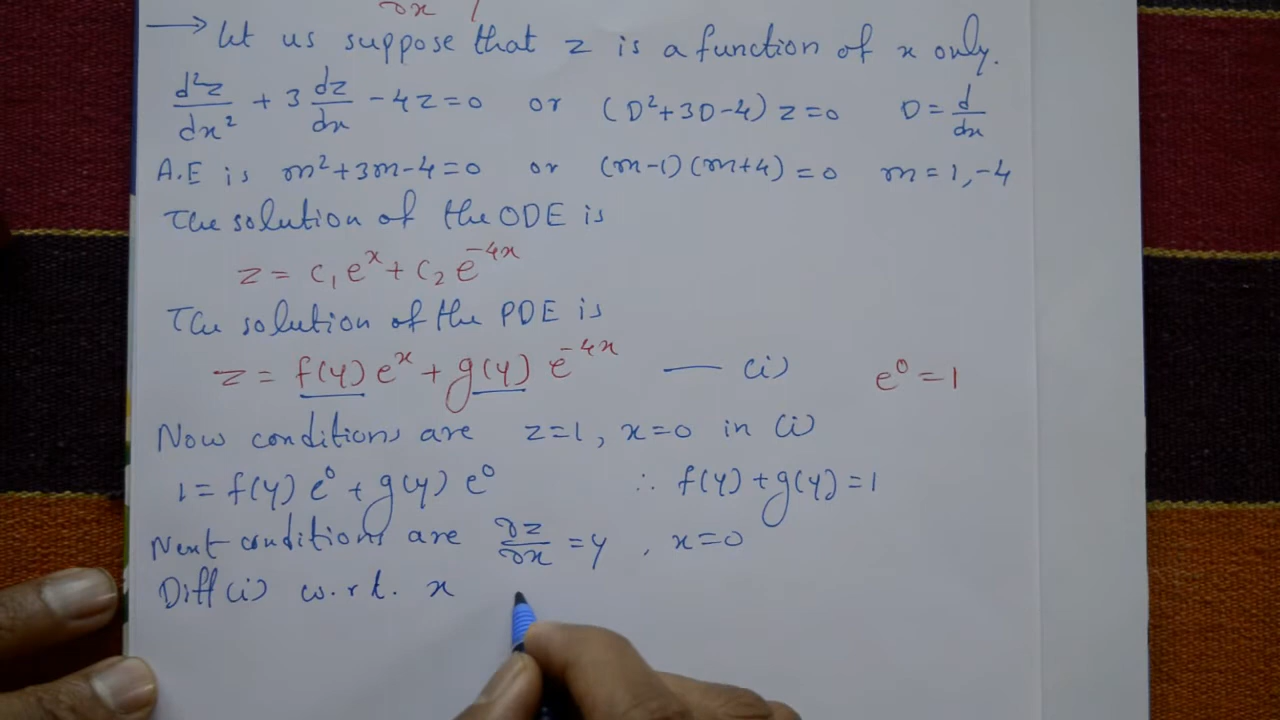 ∂x
→ Let us suppose that z is a function of x only.
d²z/dx² + 3 dz/dx - 4z = 0 or (D²+3D-4) z = 0 D = d/dx
A.E is m²+3m-4=0 or (m-1)(m+4)=0 m=1,-4
The solution of the ODE is
z = c₁eˣ + c₂e⁻⁴ˣ
The solution of the PDE is
z = f(y) eˣ + g(y) e⁻⁴ˣ — (i) e⁰=1
Now conditions are z=1, x=0 in (i)
1 = f(y) e⁰ + g(y) e⁰ ∴ f(y)+g(y)=1
Next conditions are ∂z/∂x = y, x=0
Diff (i) w.r.t. x